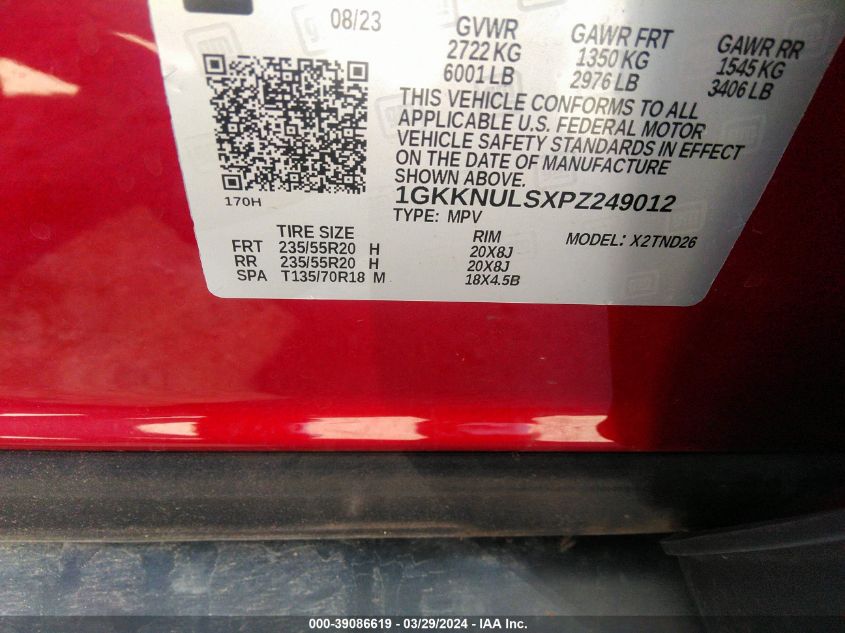 08/23
GVWR GAWR FRT GAWR RR
2722 KG 1350 KG 1545 KG
6001 LB 2976 LB 3406 LB
THIS VEHICLE CONFORMS TO ALL
APPLICABLE U.S. FEDERAL MOTOR
VEHICLE SAFETY STANDARDS IN EFFECT
ON THE DATE OF MANUFACTURE
SHOWN ABOVE.
1GKKNULSXPZ249012
170H
TYPE: MPV
TIRE SIZE RIM MODEL: X2TND26
FRT 235/55R20 H 20X8J
RR 235/55R20 H 20X8J
SPA T135/70R18 M 18X4.5B
000-39086619 - 03/29/2024 - IAA Inc.